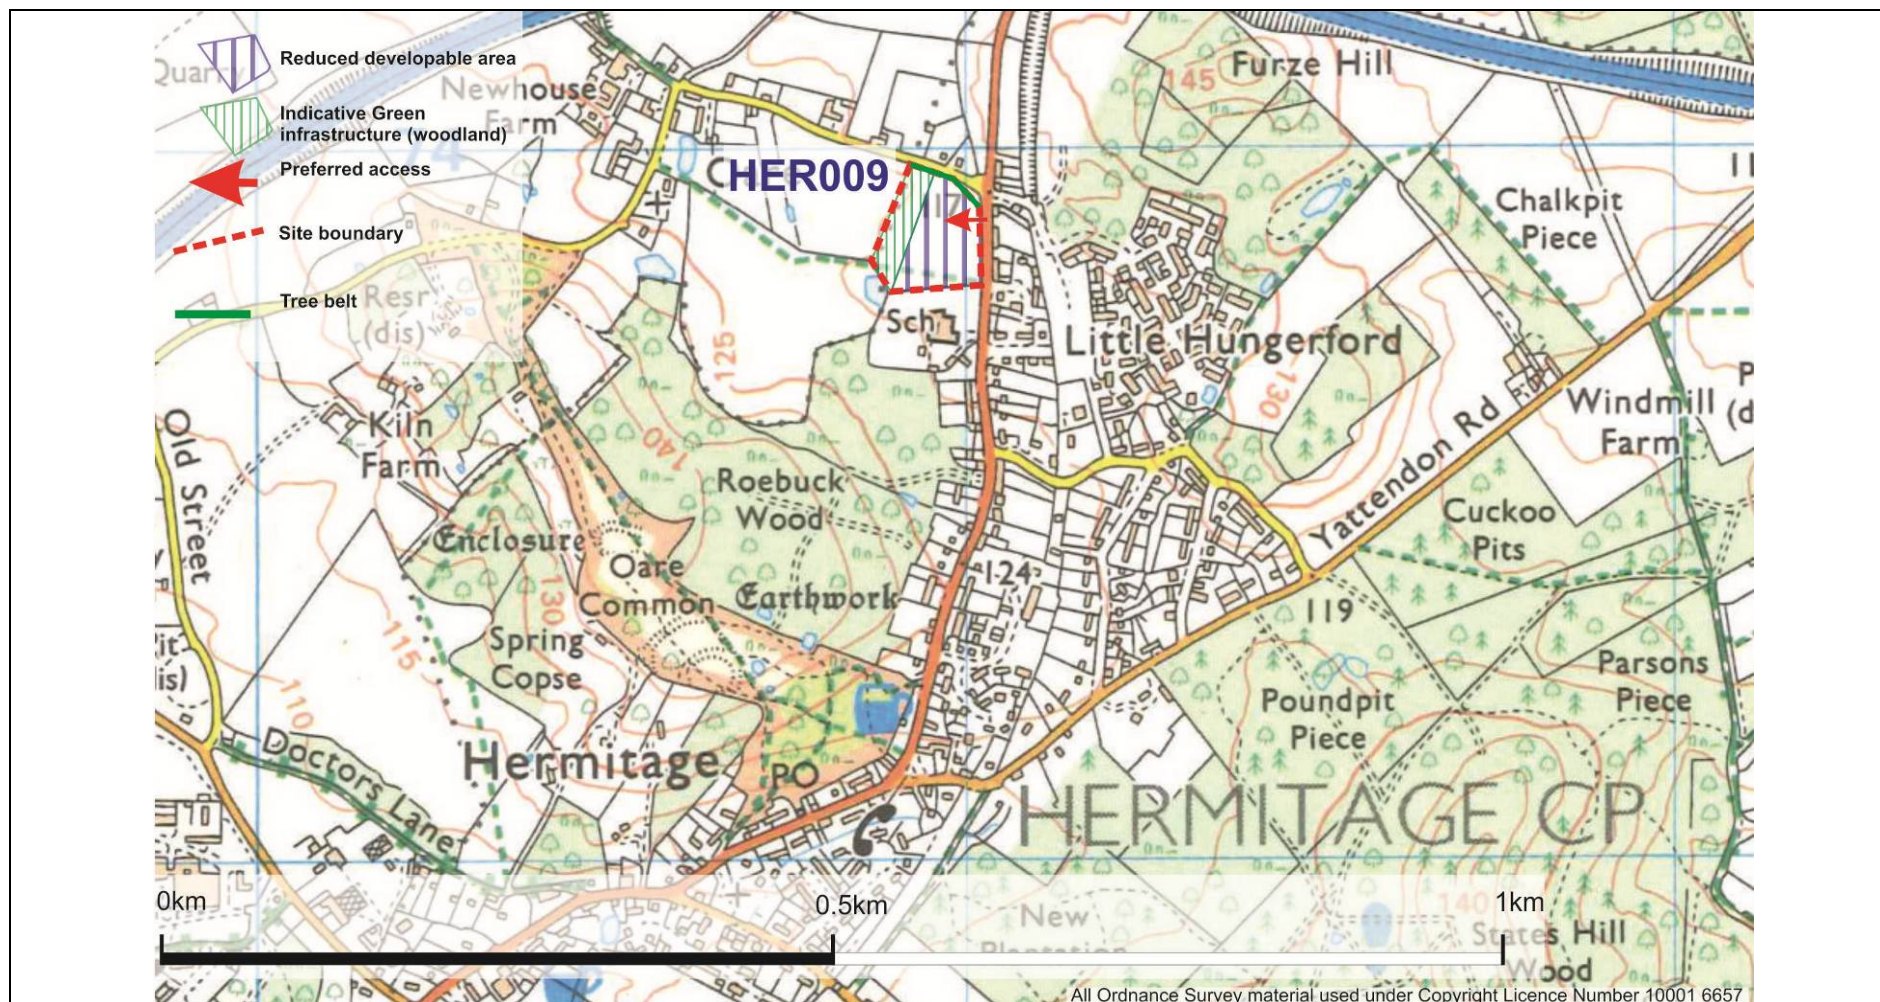 Reduced developable area
Quarry
Newhouse
Farm
Indicative Green
infrastructure (woodland)
Preferred access
Site boundary
Tree belt
Resr
(dis)
HER009
117
Furze Hill
145
Chalkpit
Piece
Sch
125
Little Hungerford
130
Windmill
Farm
Kiln
Farm
Old Street
140
Roebuck
Wood
Yattendon Rd
Cuckoo
Pits
Enclosure
Oare
Common
Earthwork
124
119
130
115
Spring
Copse
Parsons
Piece
Poundpit
Piece
110
Doctors Lane
Hermitage
PO
HERMITAGE CP
0km
0.5km
1km
New
Plantation
140
States Hill
Wood
All Ordnance Survey material used under Copyright Licence Number 10001 6657